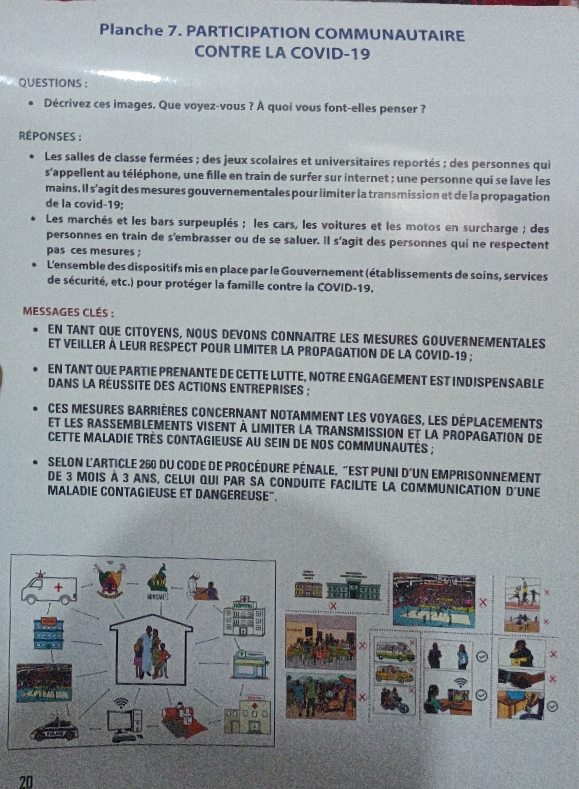 Planche 7. PARTICIPATION COMMUNAUTAIRE
CONTRE LA COVID-19
QUESTIONS :
• Décrivez ces images. Que voyez-vous ? À quoi vous font-elles penser ?
RÉPONSES :
• Les salles de classe fermées ; des jeux scolaires et universitaires reportés ; des personnes qui
s'appellent au téléphone, une fille en train de surfer sur internet ; une personne qui se lave les
mains. Il s'agit des mesures gouvernementales pour limiter la transmission et de la propagation
de la covid-19;
• Les marchés et les bars surpeuplés ; les cars, les voitures et les motos en surcharge ; des
personnes en train de s'embrasser ou de se saluer. Il s'agit des personnes qui ne respectent
pas ces mesures ;
• L'ensemble des dispositifs mis en place par le Gouvernement (établissements de soins, services
de sécurité, etc.) pour protéger la famille contre la COVID-19.
MESSAGES CLÉS :
• EN TANT QUE CITOYENS, NOUS DEVONS CONNAITRE LES MESURES GOUVERNEMENTALES
ET VEILLER À LEUR RESPECT POUR LIMITER LA PROPAGATION DE LA COVID-19 ;
• EN TANT QUE PARTIE PRENANTE DE CETTE LUTTE, NOTRE ENGAGEMENT EST INDISPENSABLE
DANS LA RÉUSSITE DES ACTIONS ENTREPRISES ;
• CES MESURES BARRIÈRES CONCERNANT NOTAMMENT LES VOYAGES, LES DÉPLACEMENTS
ET LES RASSEMBLEMENTS VISENT À LIMITER LA TRANSMISSION ET LA PROPAGATION DE
CETTE MALADIE TRÈS CONTAGIEUSE AU SEIN DE NOS COMMUNAUTÉS ;
• SELON L'ARTICLE 260 DU CODE DE PROCÉDURE PÉNALE, "EST PUNI D'UN EMPRISONNEMENT
DE 3 MOIS À 3 ANS, CELUI QUI PAR SA CONDUITE FACILITE LA COMMUNICATION D'UNE
MALADIE CONTAGIEUSE ET DANGEREUSE".
MINSANTE
HOPITAL
POLICE
20